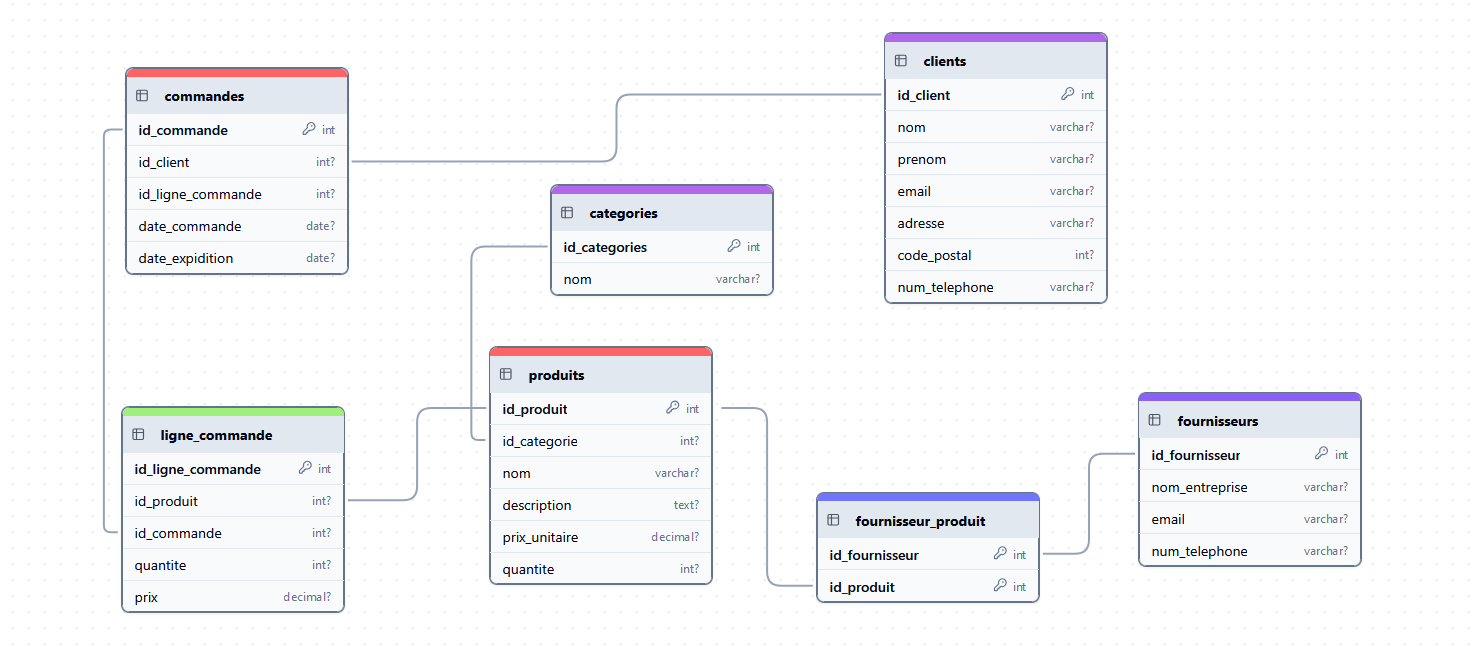 commandes
id_commande int
id_client int?
id_ligne_commande int?
date_commande date?
date_expidition date?
clients
id_client int
nom varchar?
prenom varchar?
email varchar?
adresse varchar?
code_postal int?
num_telephone varchar?
categories
id_categories int
nom varchar?
produits
id_produit int
id_categorie int?
nom varchar?
description text?
prix_unitaire decimal?
quantite int?
ligne_commande
id_ligne_commande int
id_produit int?
id_commande int?
quantite int?
prix decimal?
fournisseur_produit
id_fournisseur int
id_produit int
fournisseurs
id_fournisseur int
nom_entreprise varchar?
email varchar?
num_telephone varchar?